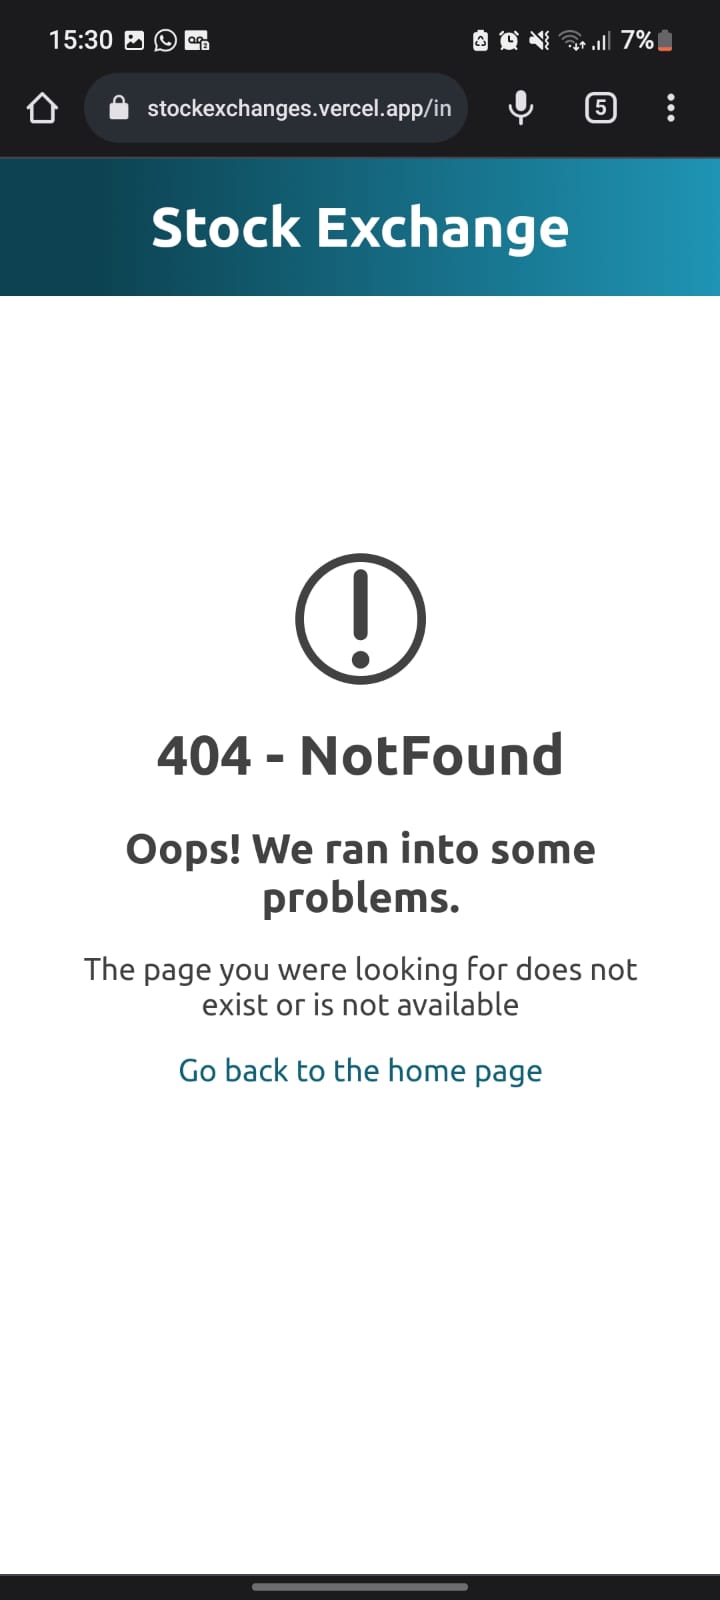 15:30
7%
stockexchanges.vercel.app/in
5
Stock Exchange
404 - NotFound
Oops! We ran into some
problems.
The page you were looking for does not
exist or is not available
Go back to the home page